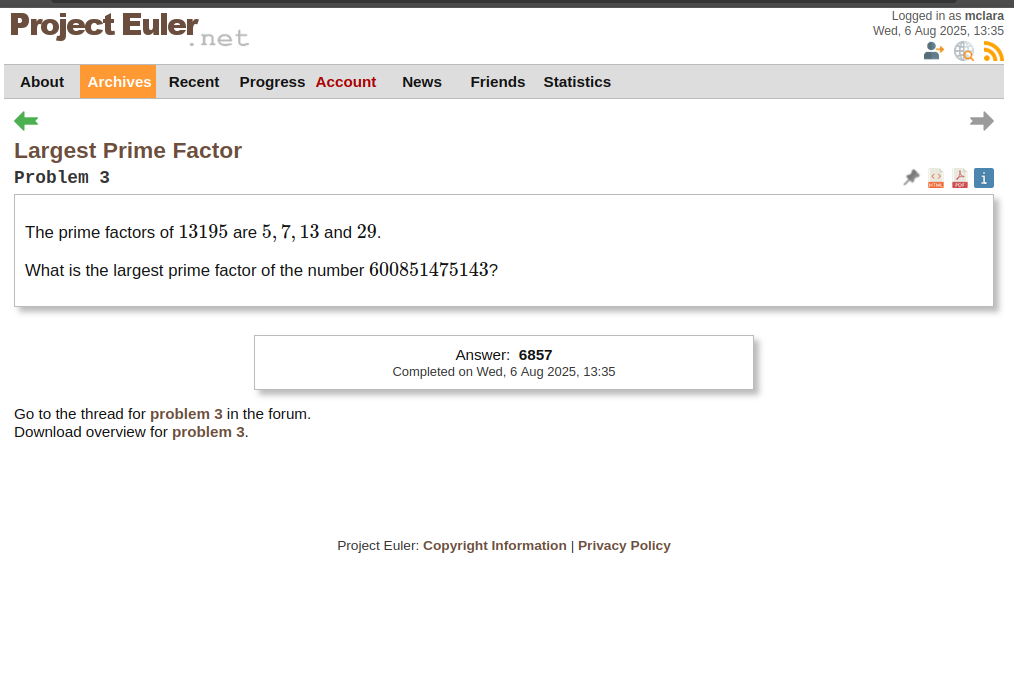 Project Euler.net
Logged in as mclara
Wed, 6 Aug 2025, 13:35
About Archives Recent Progress Account News Friends Statistics
Largest Prime Factor
Problem 3
HTML PDF i
The prime factors of 13195 are 5, 7, 13 and 29.
What is the largest prime factor of the number 600851475143?
Answer: 6857
Completed on Wed, 6 Aug 2025, 13:35
Go to the thread for problem 3 in the forum.
Download overview for problem 3.
Project Euler: Copyright Information | Privacy Policy